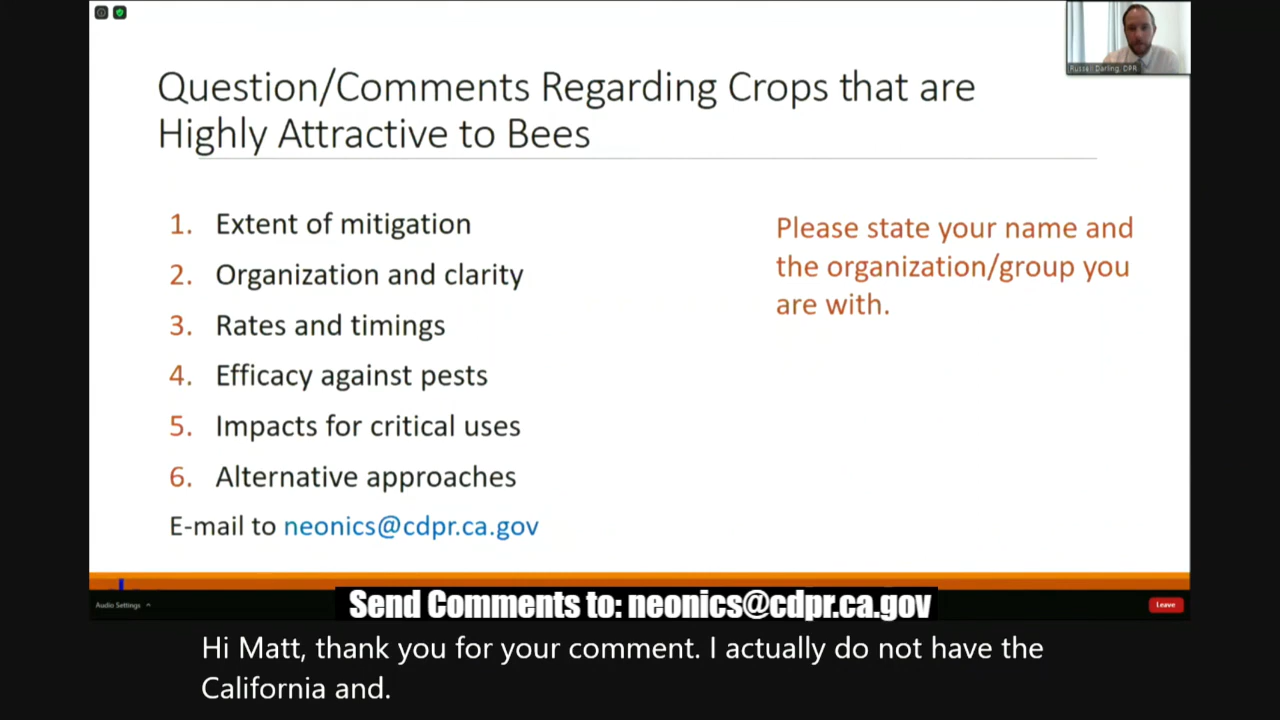 Russell Darling, DPR
Question/Comments Regarding Crops that are
Highly Attractive to Bees
1. Extent of mitigation
2. Organization and clarity
3. Rates and timings
4. Efficacy against pests
5. Impacts for critical uses
6. Alternative approaches
E-mail to neonics@cdpr.ca.gov
Please state your name and
the organization/group you
are with.
Audio Settings
Send Comments to: neonics@cdpr.ca.gov
Leave
Hi Matt, thank you for your comment. I actually do not have the
California and.